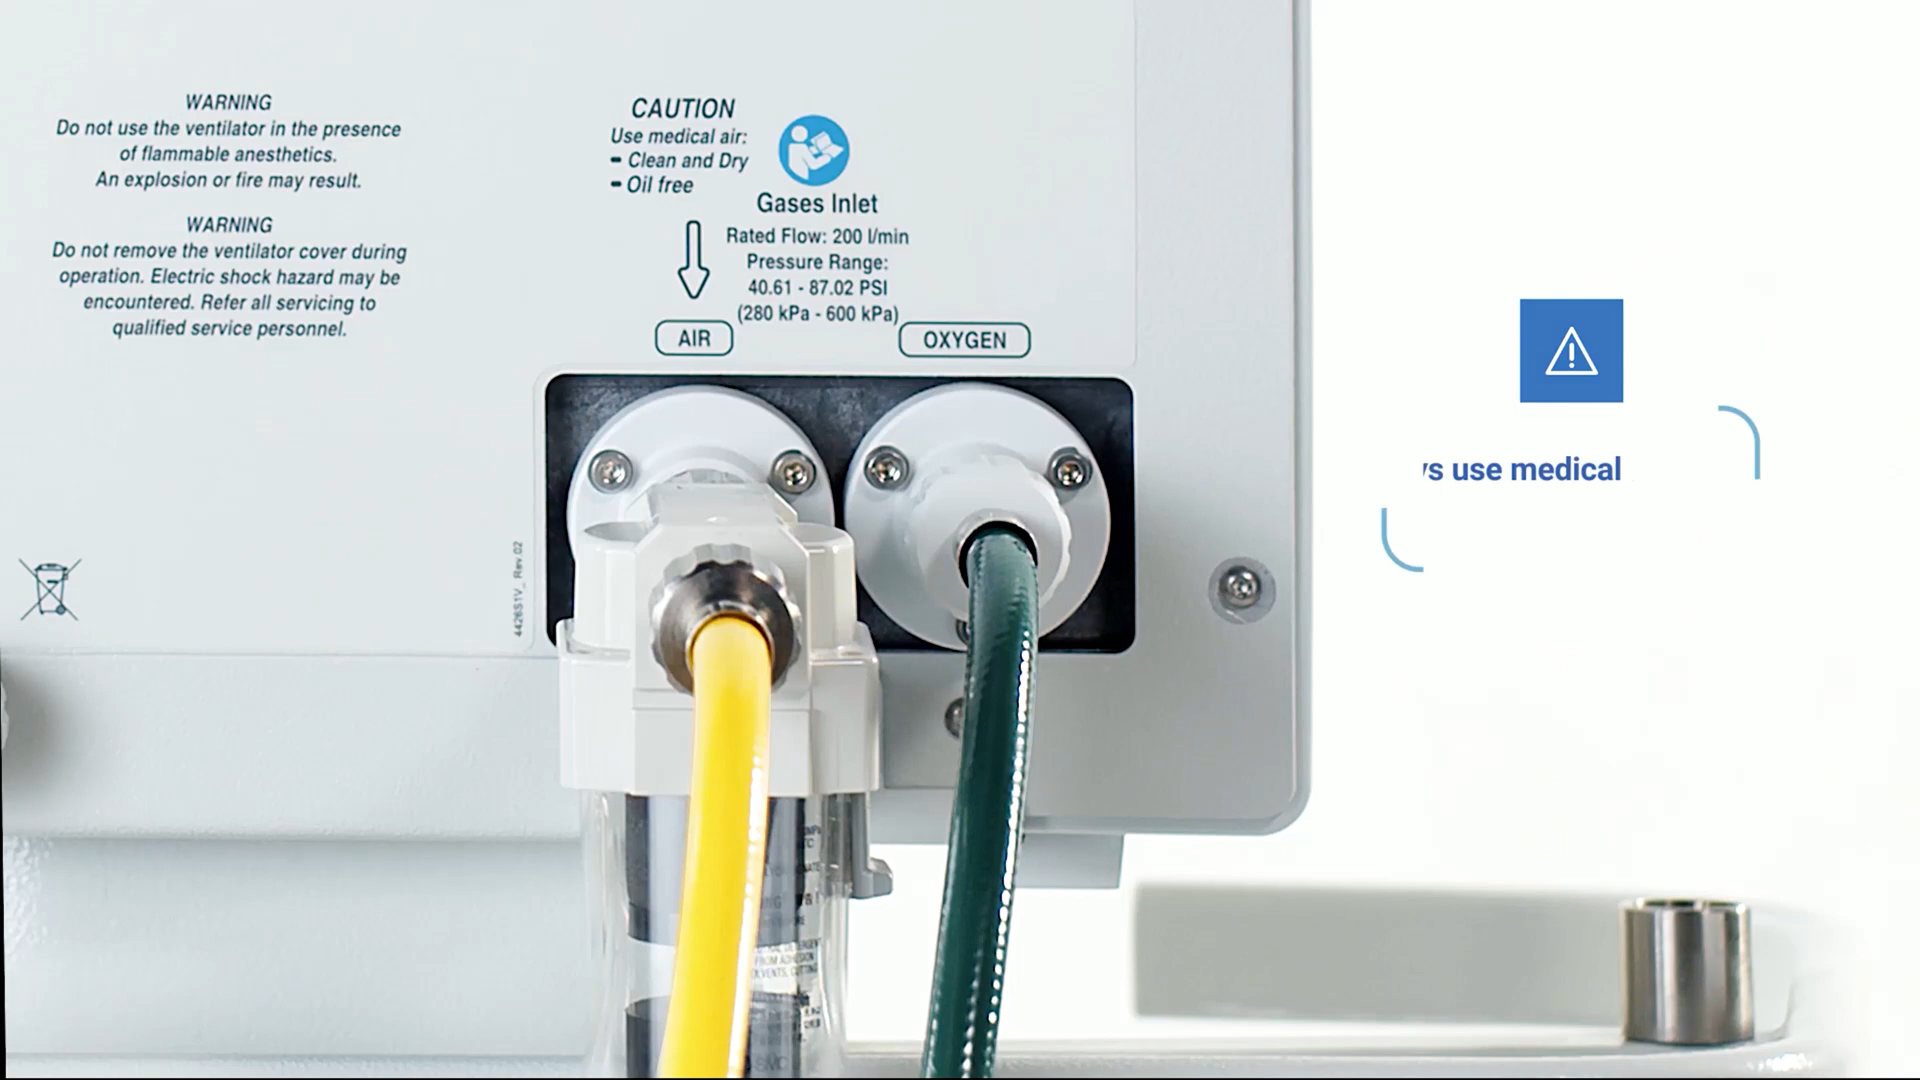 WARNING
Do not use the ventilator in the presence
of flammable anesthetics.
An explosion or fire may result.
WARNING
Do not remove the ventilator cover during
operation. Electric shock hazard may be
encountered. Refer all servicing to
qualified service personnel.
CAUTION
Use medical air:
- Clean and Dry
- Oil free
Gases Inlet
Rated Flow: 200 l/min
Pressure Range:
40.61 - 87.02 PSI
(280 kPa - 600 kPa)
AIR
OXYGEN
4426S1V_ Rev.02
use medical